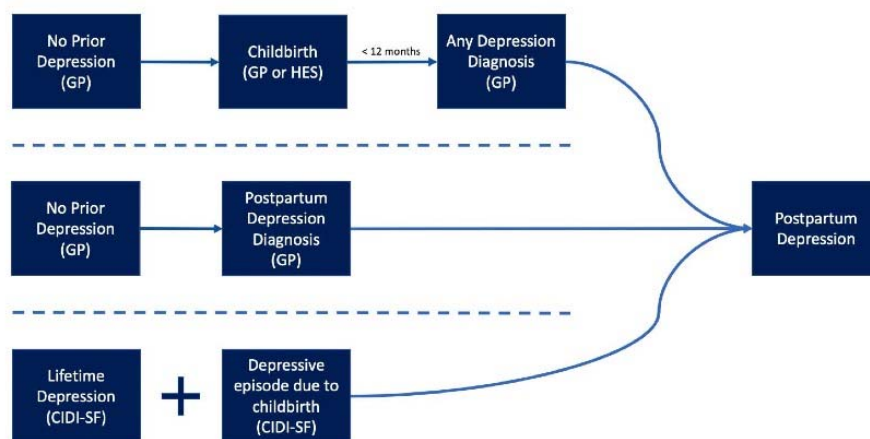 No Prior
Depression
(GP)
Childbirth
(GP or HES)
< 12 months
Any Depression
Diagnosis
(GP)
No Prior
Depression
(GP)
Postpartum
Depression
Diagnosis
(GP)
Postpartum
Depression
Lifetime
Depression
(CIDI-SF)
+
Depressive
episode due to
childbirth
(CIDI-SF)